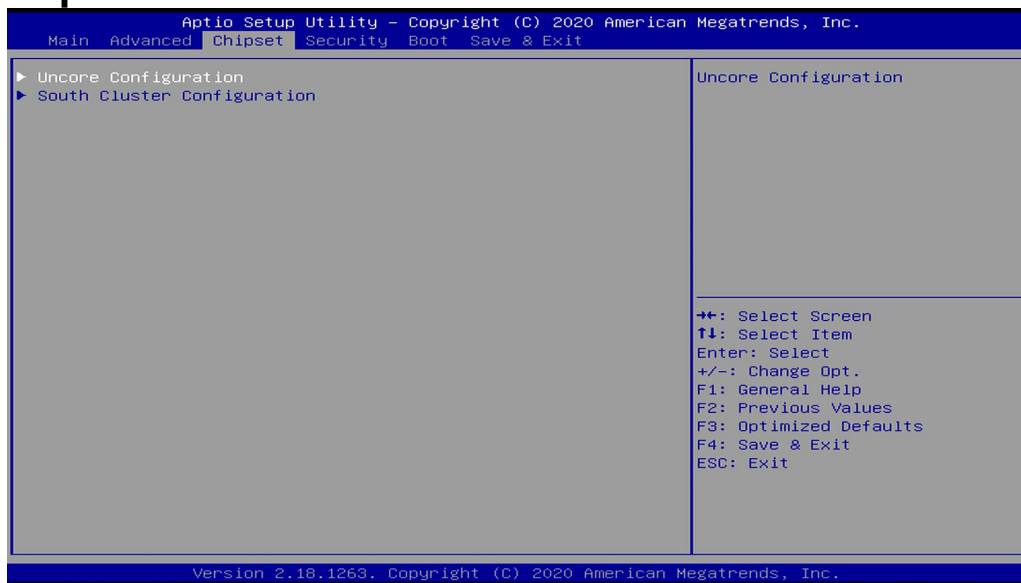 Aptio Setup Utility – Copyright (C) 2020 American Megatrends, Inc.
Main Advanced Chipset Security Boot Save & Exit
► Uncore Configuration
► South Cluster Configuration
Uncore Configuration
→←: Select Screen
↑↓: Select Item
Enter: Select
+/-: Change Opt.
F1: General Help
F2: Previous Values
F3: Optimized Defaults
F4: Save & Exit
ESC: Exit
Version 2.18.1263. Copyright (C) 2020 American Megatrends, Inc.